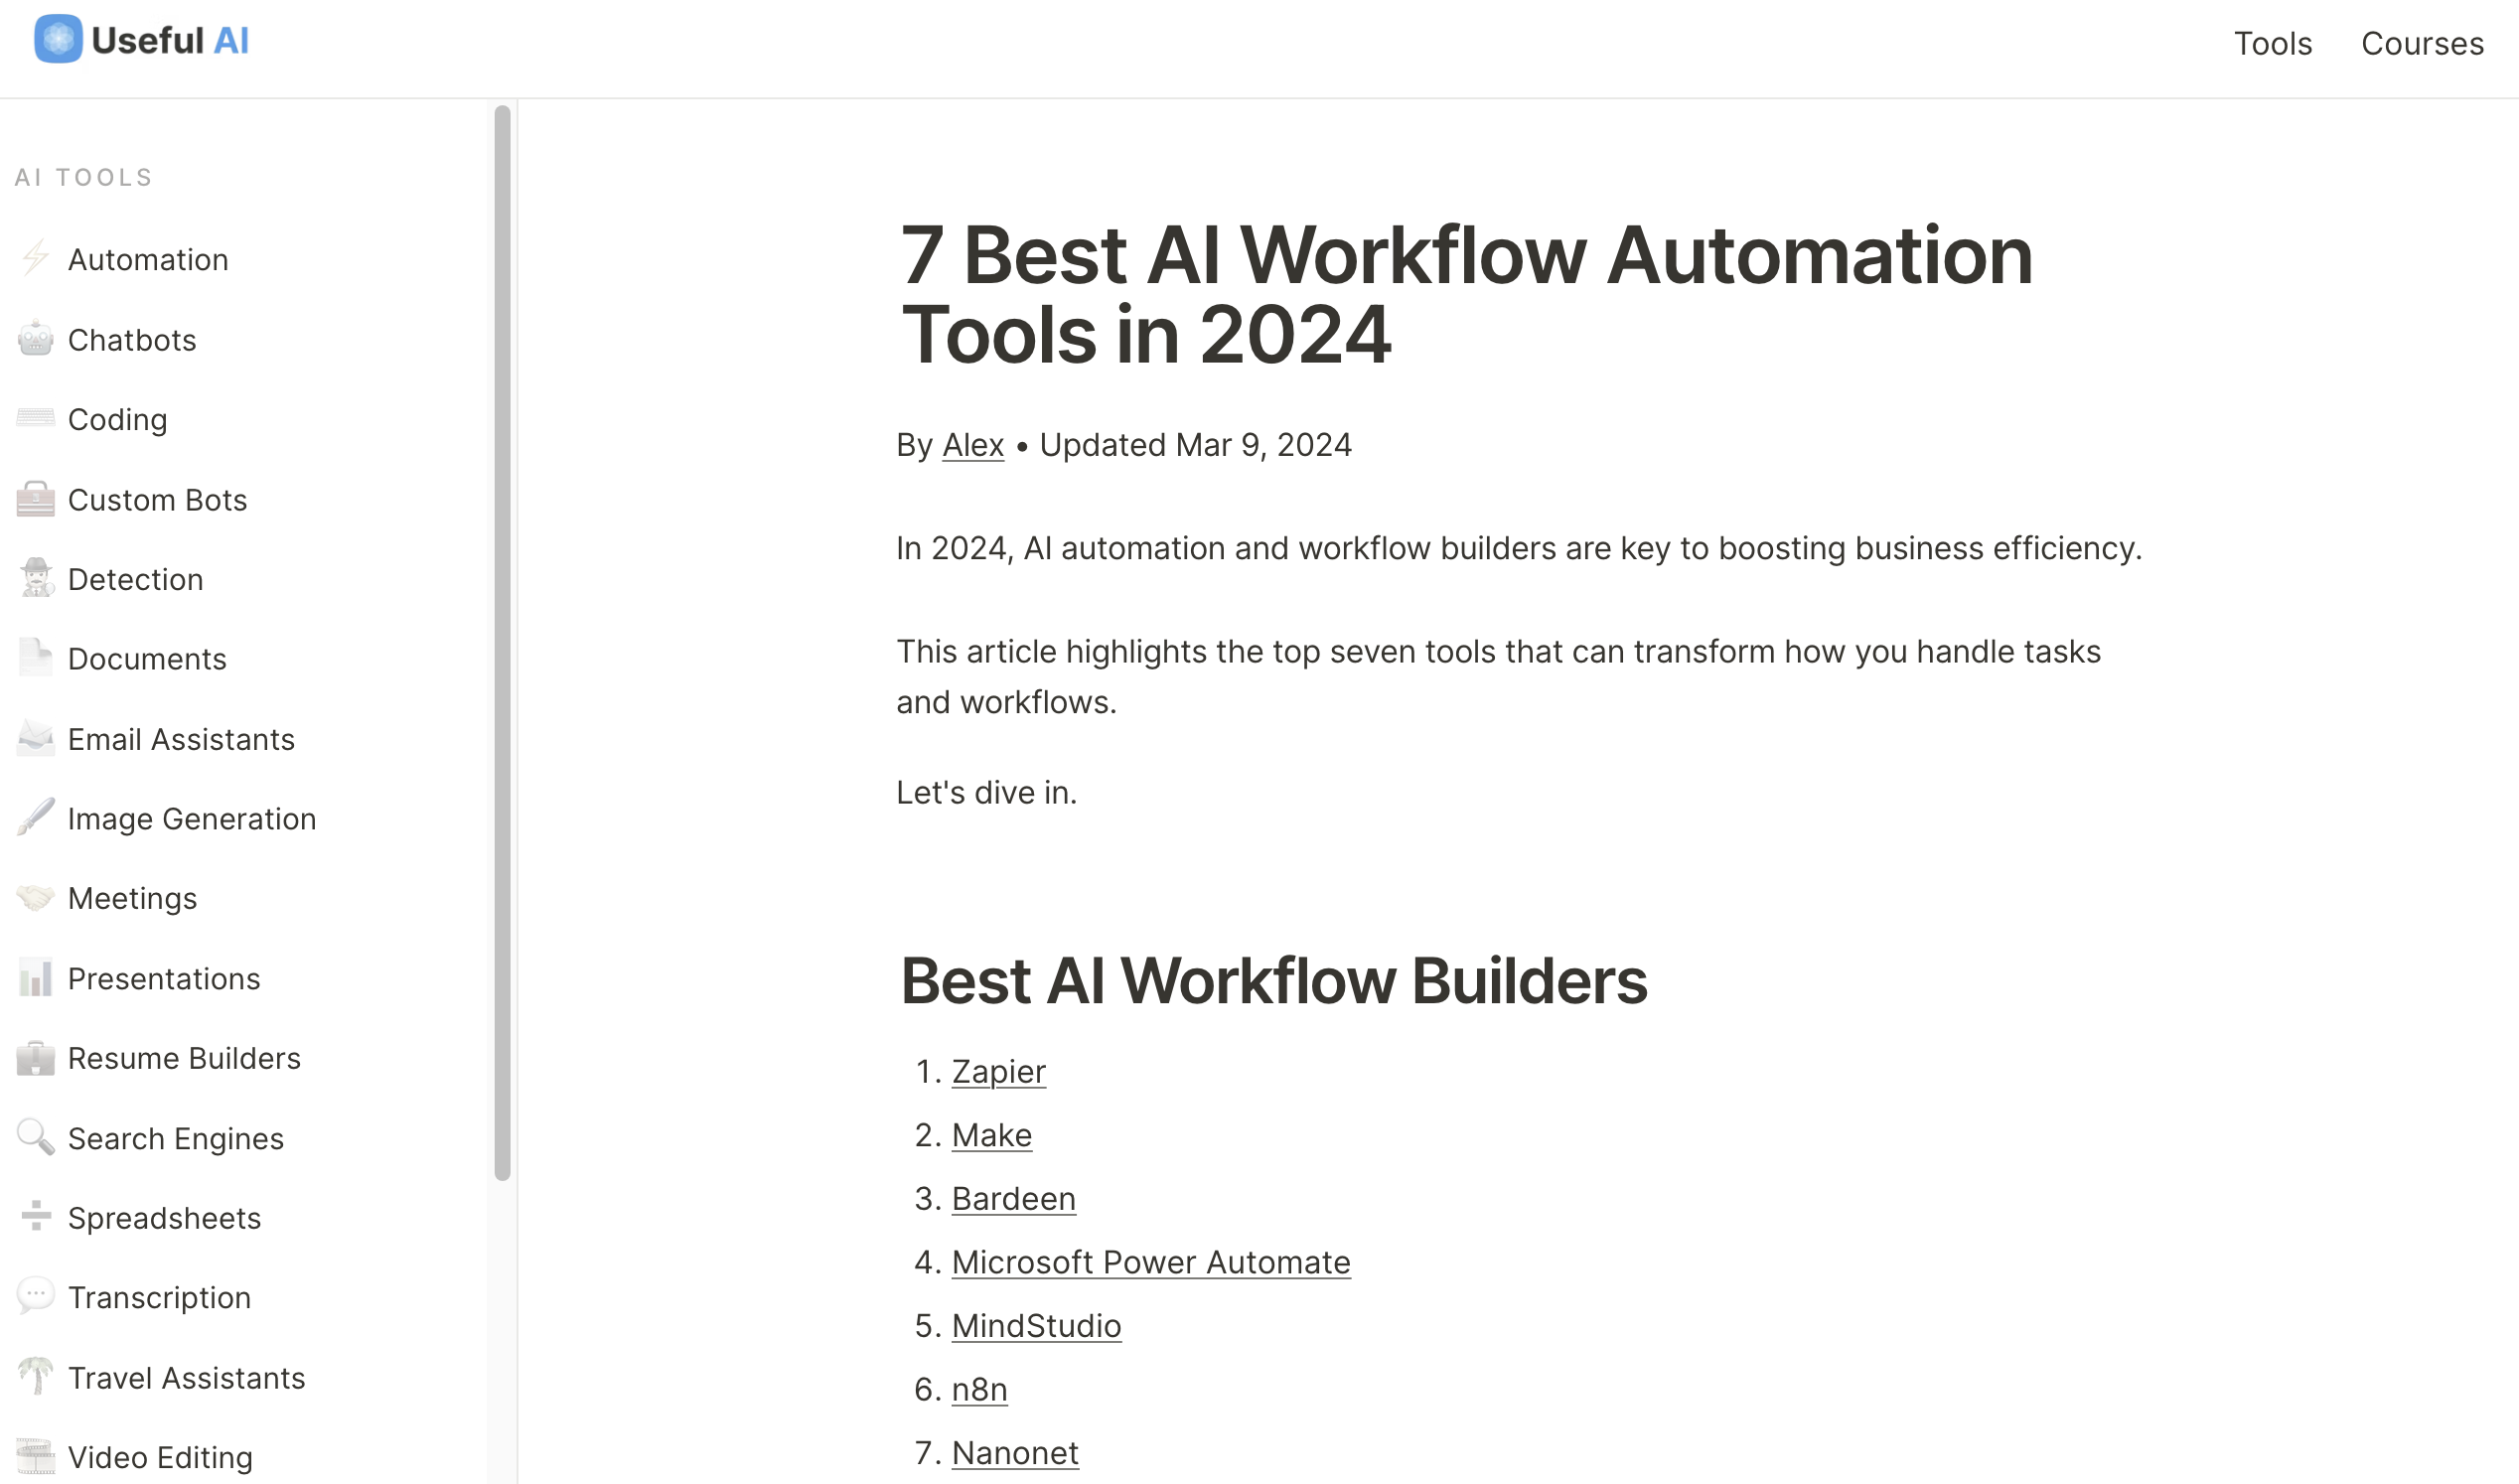 Useful AI
Tools
Courses
AI TOOLS
Automation
Chatbots
Coding
Custom Bots
Detection
Documents
Email Assistants
Image Generation
Meetings
Presentations
Resume Builders
Search Engines
Spreadsheets
Transcription
Travel Assistants
Video Editing
7 Best AI Workflow Automation
Tools in 2024
By Alex • Updated Mar 9, 2024
In 2024, AI automation and workflow builders are key to boosting business efficiency.
This article highlights the top seven tools that can transform how you handle tasks
and workflows.
Let's dive in.
Best AI Workflow Builders
1. Zapier
2. Make
3. Bardeen
4. Microsoft Power Automate
5. MindStudio
6. n8n
7. Nanonet